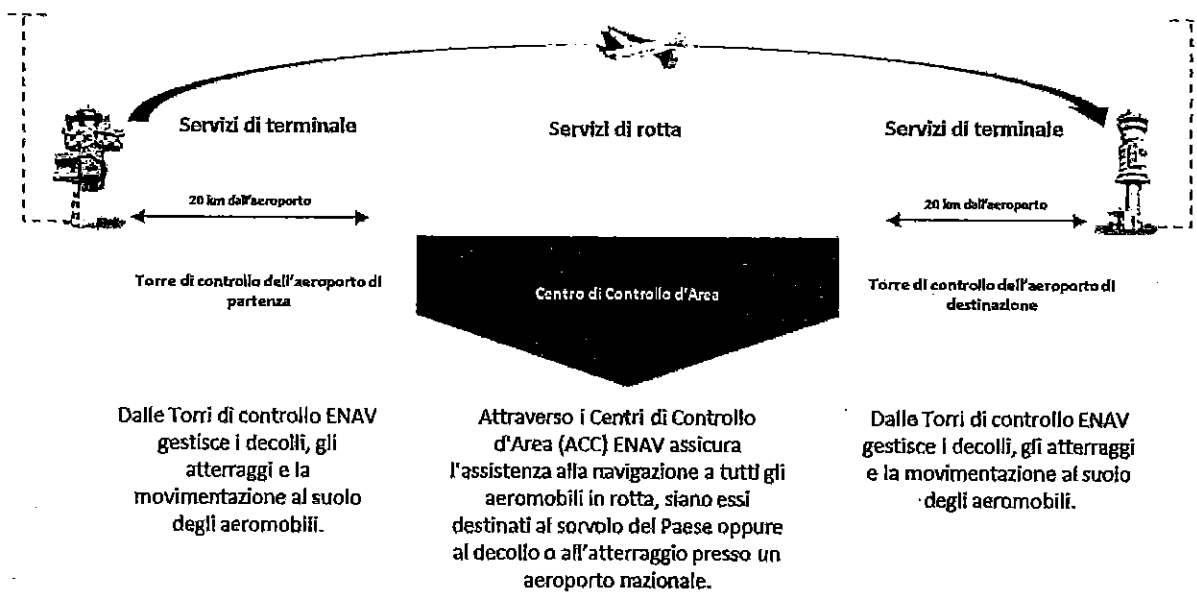 Servizi di terminale
Servizi di rotta
Servizi di terminale
20 km dall'aeroporto
20 km dall'aeroporto
Torre di controllo dell'aeroporto di
partenza
Centro di Controllo d'Area
Torre di controllo dell'aeroporto di
destinazione
Dalle Torri di controllo ENAV
gestisce i decolli, gli
atterraggi e la
movimentazione al suolo
degli aeromobili.
Attraverso i Centri di Controllo
d'Area (ACC) ENAV assicura
l'assistenza alla navigazione a tutti gli
aeromobili in rotta, siano essi
destinati al sorvolo del Paese oppure
al decollo o all'atterraggio presso un
aeroporto nazionale.
Dalle Torri di controllo ENAV
gestisce i decolli, gli atterraggi
e la movimentazione al suolo
degli aeromobili.